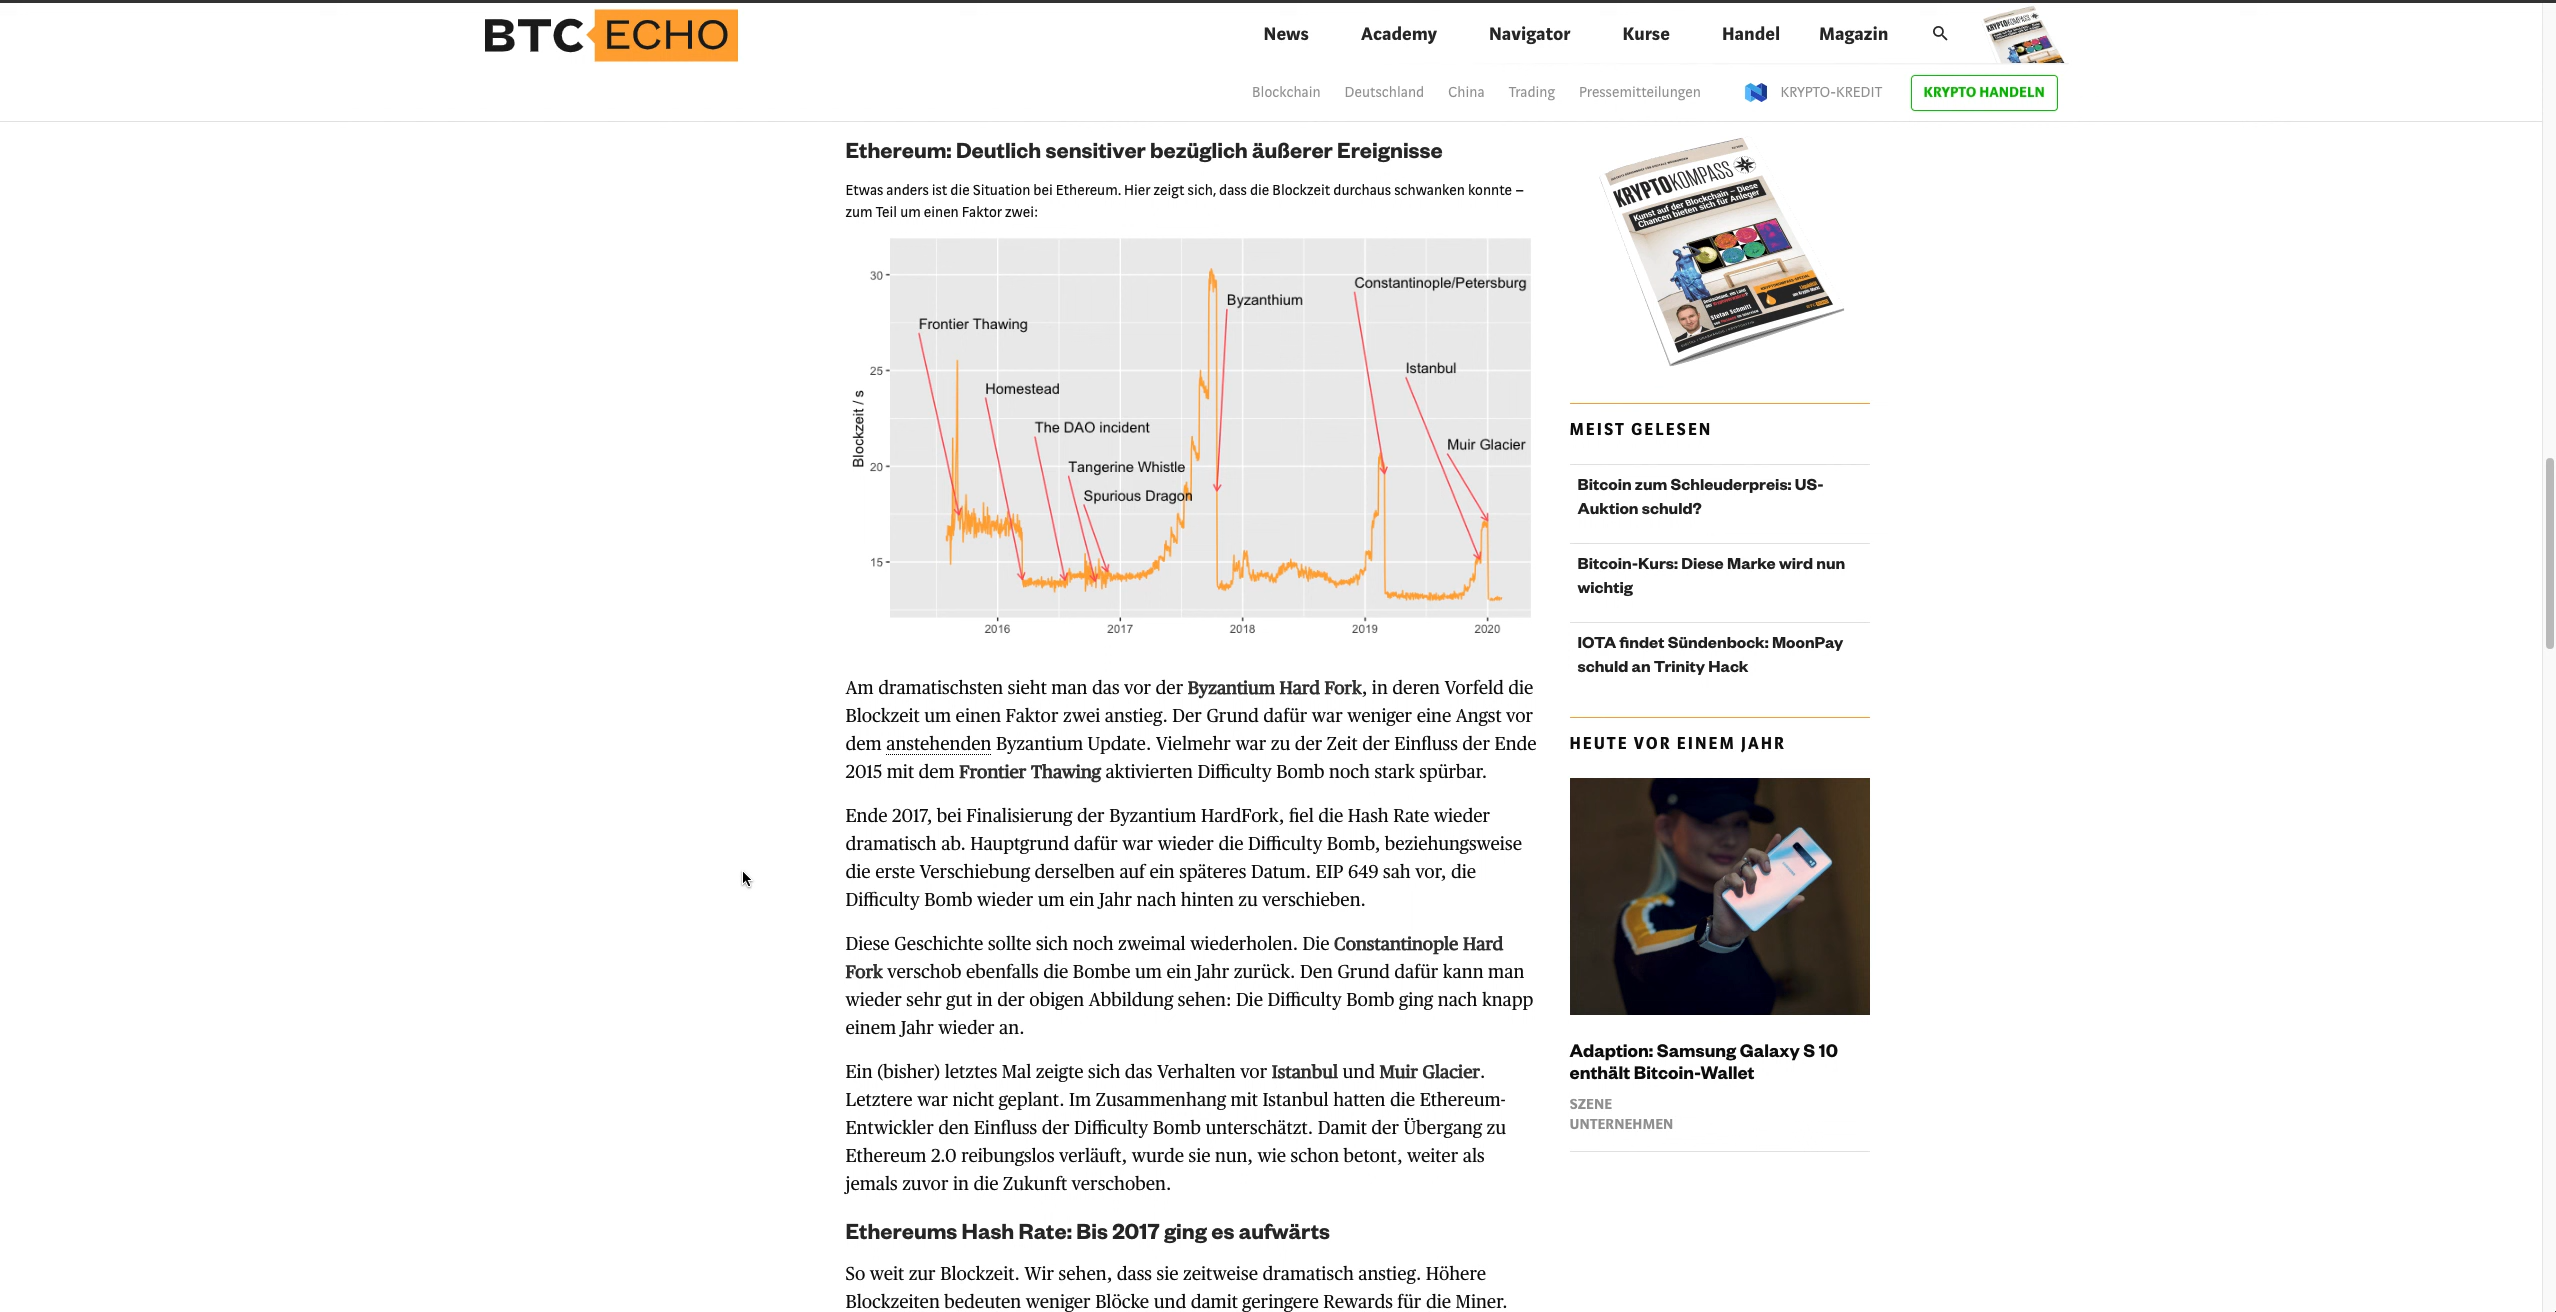 BTC ECHO
News Academy Navigator Kurse Handel Magazin
Blockchain Deutschland China Trading Pressemitteilungen KRYPTO-KREDIT KRYPTO HANDELN
Ethereum: Deutlich sensitiver bezüglich äußerer Ereignisse
Etwas anders ist die Situation bei Ethereum. Hier zeigt sich, dass die Blockzeit durchaus schwanken konnte –
zum Teil um einen Faktor zwei:
Blockzeit / s
30
25
20
15
2016 2017 2018 2019 2020
Frontier Thawing
Homestead
The DAO incident
Tangerine Whistle
Spurious Dragon
Byzanthium
Constantinople/Petersburg
Istanbul
Muir Glacier
Am dramatischsten sieht man das vor der Byzantium Hard Fork, in deren Vorfeld die
Blockzeit um einen Faktor zwei anstieg. Der Grund dafür war weniger eine Angst vor
dem anstehenden Byzantium Update. Vielmehr war zu der Zeit der Einfluss der Ende
2015 mit dem Frontier Thawing aktivierten Difficulty Bomb noch stark spürbar.
Ende 2017, bei Finalisierung der Byzantium HardFork, fiel die Hash Rate wieder
dramatisch ab. Hauptgrund dafür war wieder die Difficulty Bomb, beziehungsweise
die erste Verschiebung derselben auf ein späteres Datum. EIP 649 sah vor, die
Difficulty Bomb wieder um ein Jahr nach hinten zu verschieben.
Diese Geschichte sollte sich noch zweimal wiederholen. Die Constantinople Hard
Fork verschob ebenfalls die Bombe um ein Jahr zurück. Den Grund dafür kann man
wieder sehr gut in der obigen Abbildung sehen: Die Difficulty Bomb ging nach knapp
einem Jahr wieder an.
Ein (bisher) letztes Mal zeigte sich das Verhalten vor Istanbul und Muir Glacier.
Letztere war nicht geplant. Im Zusammenhang mit Istanbul hatten die Ethereum-
Entwickler den Einfluss der Difficulty Bomb unterschätzt. Damit der Übergang zu
Ethereum 2.0 reibungslos verläuft, wurde sie nun, wie schon betont, weiter als
jemals zuvor in die Zukunft verschoben.
Ethereums Hash Rate: Bis 2017 ging es aufwärts
So weit zur Blockzeit. Wir sehen, dass sie zeitweise dramatisch anstieg. Höhere
Blockzeiten bedeuten weniger Blöcke und damit geringere Rewards für die Miner.
KRYPTOKOMPASS
Kunst auf der Blockchain – Diese
Chancen bieten sich für Anleger
Stefan Schmitt
MEIST GELESEN
Bitcoin zum Schleuderpreis: US-
Auktion schuld?
Bitcoin-Kurs: Diese Marke wird nun
wichtig
IOTA findet Sündenbock: MoonPay
schuld an Trinity Hack
HEUTE VOR EINEM JAHR
Adaption: Samsung Galaxy S 10
enthält Bitcoin-Wallet
SZENE
UNTERNEHMEN